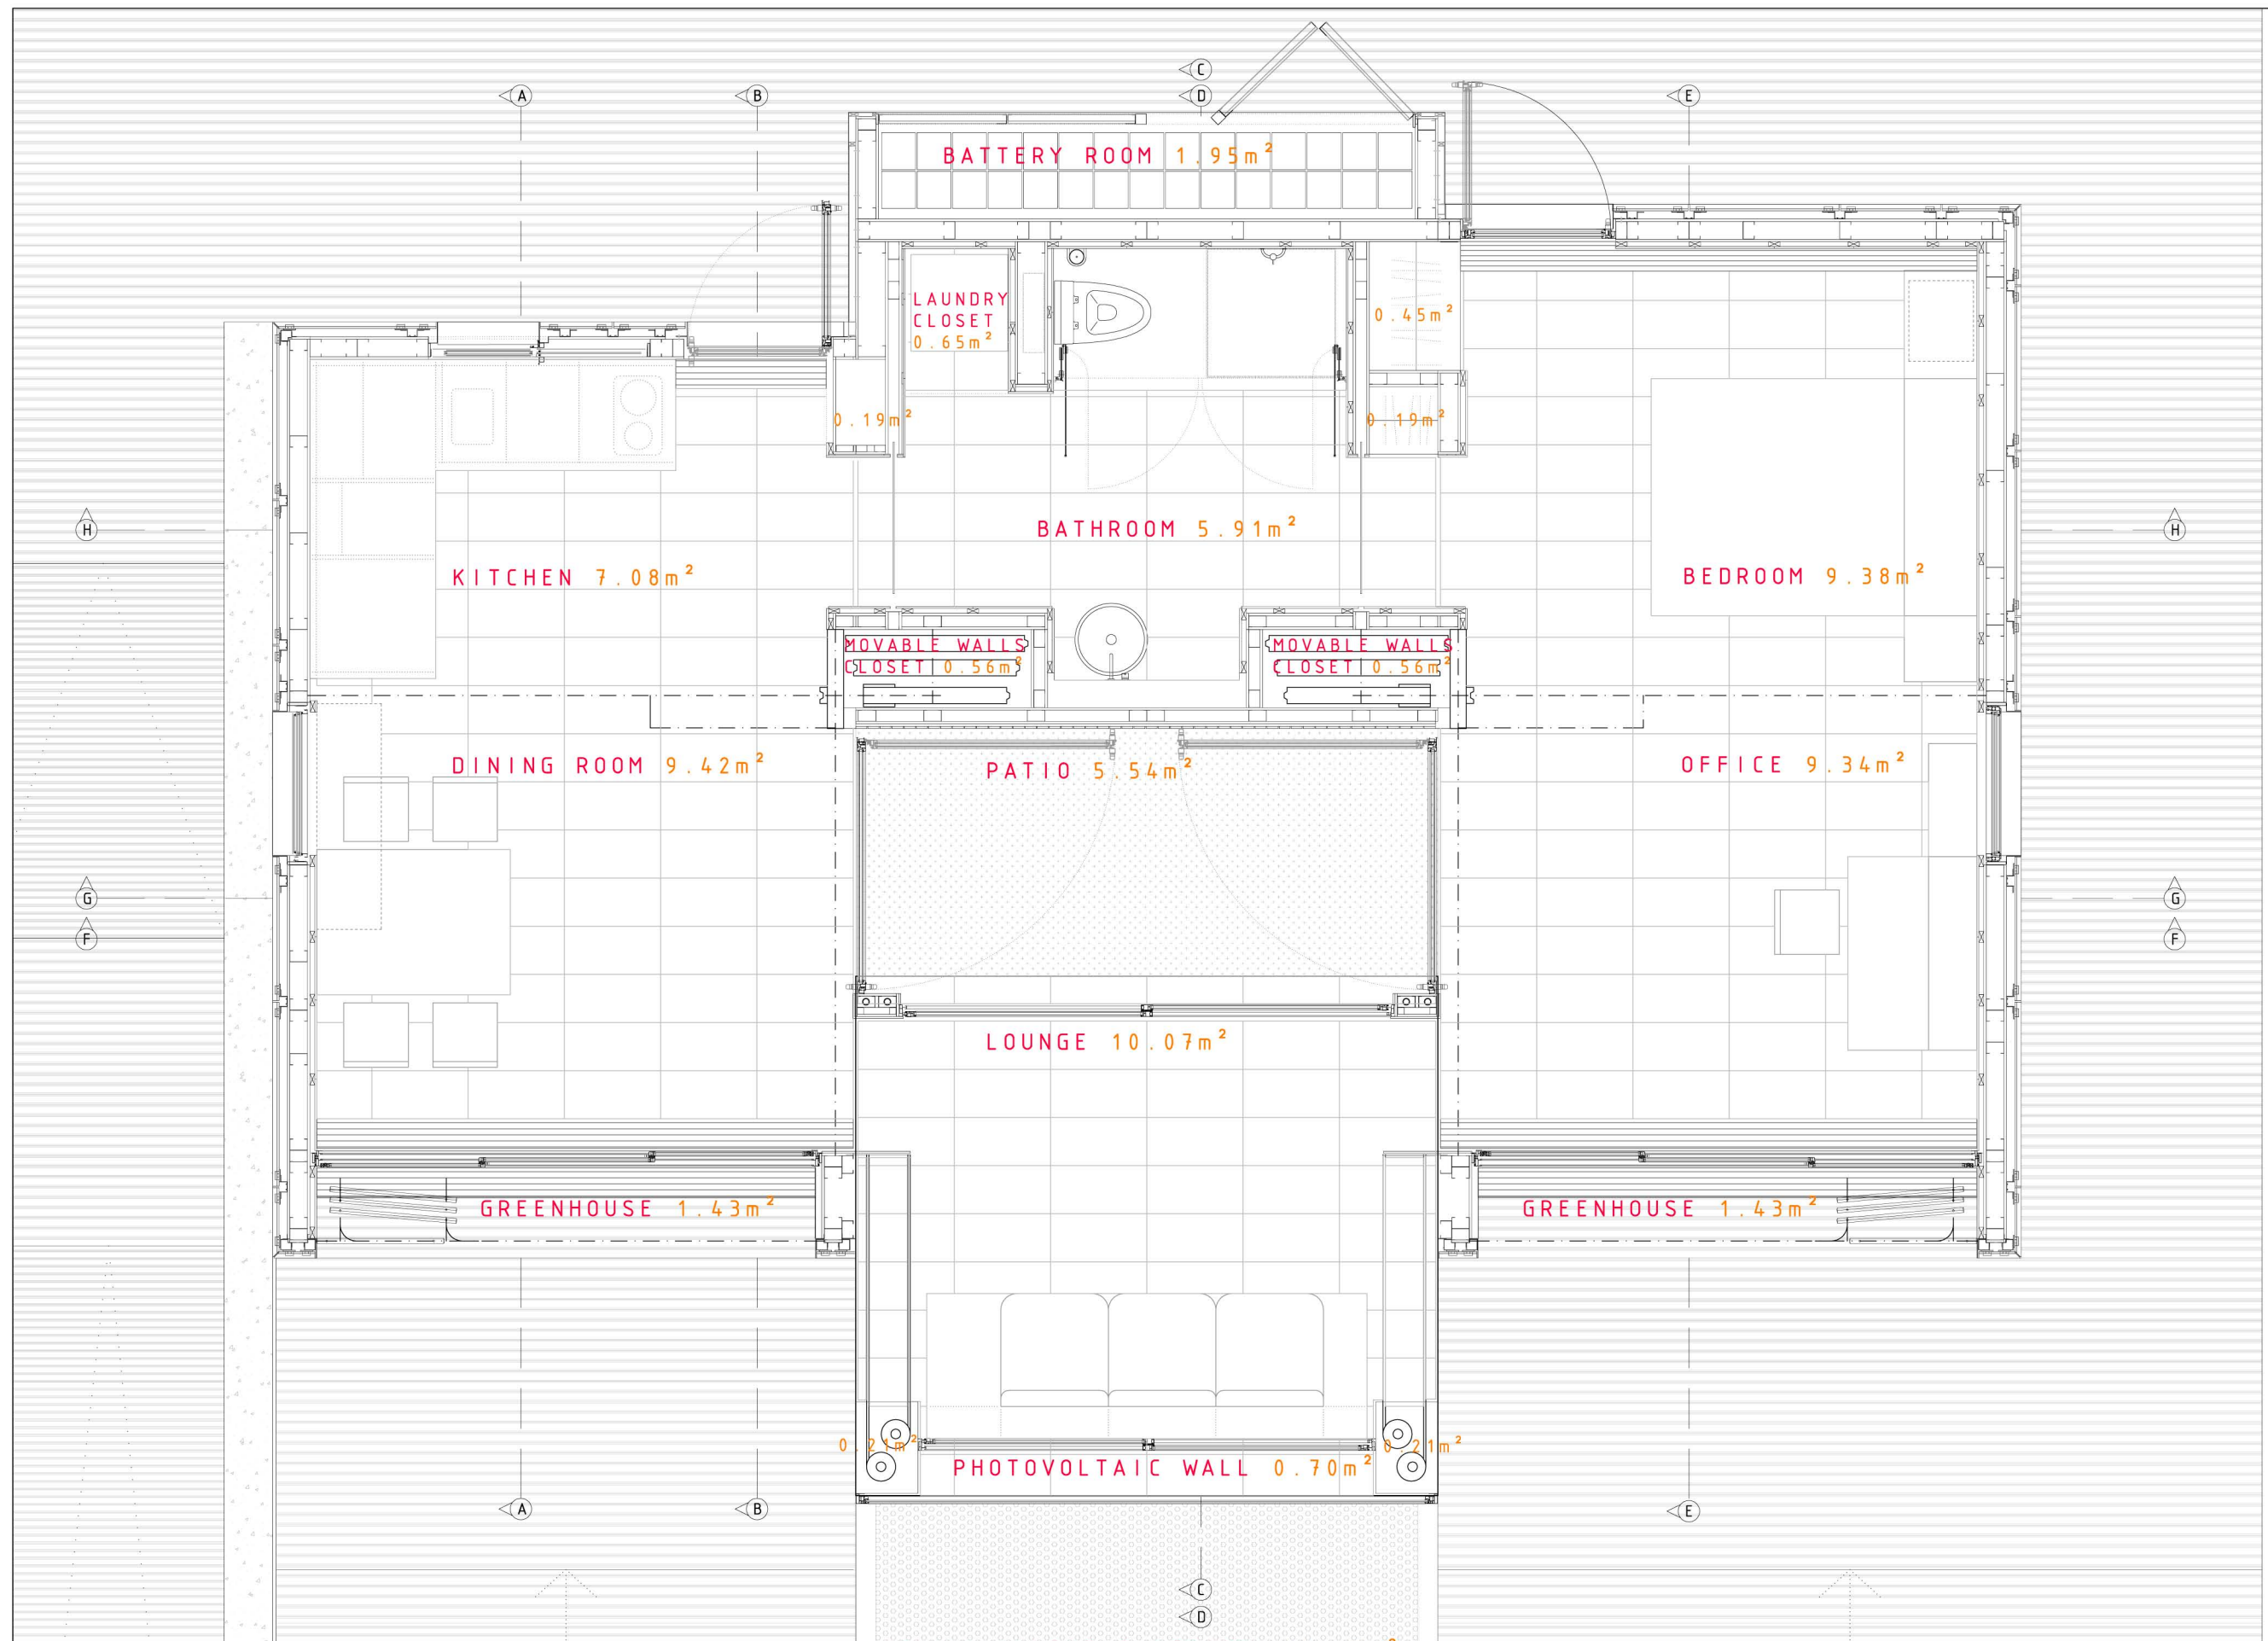 C
A
B
D
E
BATTERY ROOM 1.95m²
LAUNDRY
CLOSET
0.65m²
0.45m²
0.19m²
0.19m²
H
BATHROOM 5.91m²
H
KITCHEN 7.08m²
BEDROOM 9.38m²
MOVABLE WALLS
CLOSET 0.56m²
MOVABLE WALLS
CLOSET 0.56m²
DINING ROOM 9.42m²
PATIO 5.54m²
OFFICE 9.34m²
G
G
F
F
LOUNGE 10.07m²
GREENHOUSE 1.43m²
GREENHOUSE 1.43m²
0.21m²
0.21m²
PHOTOVOLTAIC WALL 0.70m²
A
B
E
C
D